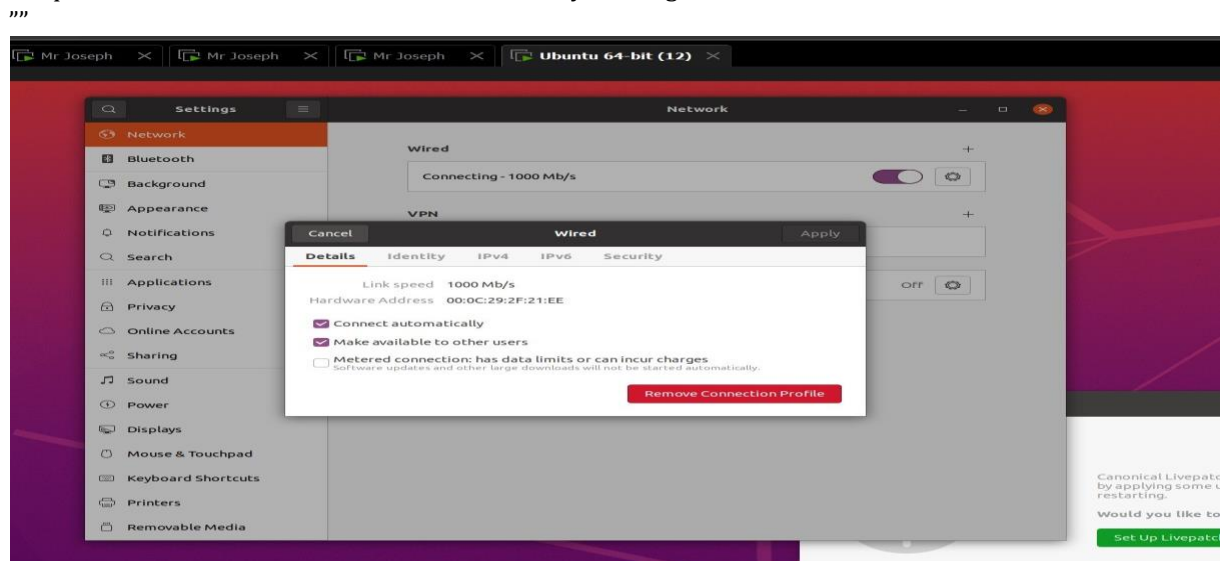 ””
Mr Joseph
Mr Joseph
Mr Joseph
Ubuntu 64-bit (12)
Settings
Network
Network
Bluetooth
Background
Appearance
Notifications
Search
Applications
Privacy
Online Accounts
Sharing
Sound
Power
Displays
Mouse & Touchpad
Keyboard Shortcuts
Printers
Removable Media
Wired
Connecting - 1000 Mb/s
VPN
Off
Cancel
Wired
Apply
Details
Identity
IPv4
IPv6
Security
Link speed 1000 Mb/s
Hardware Address 00:0C:29:2F:21:EE
Connect automatically
Make available to other users
Metered connection: has data limits or can incur charges
Software updates and other large downloads will not be started automatically.
Remove Connection Profile
Canonical Livepatc
by applying some u
restarting.
Would you like to
Set Up Livepatc